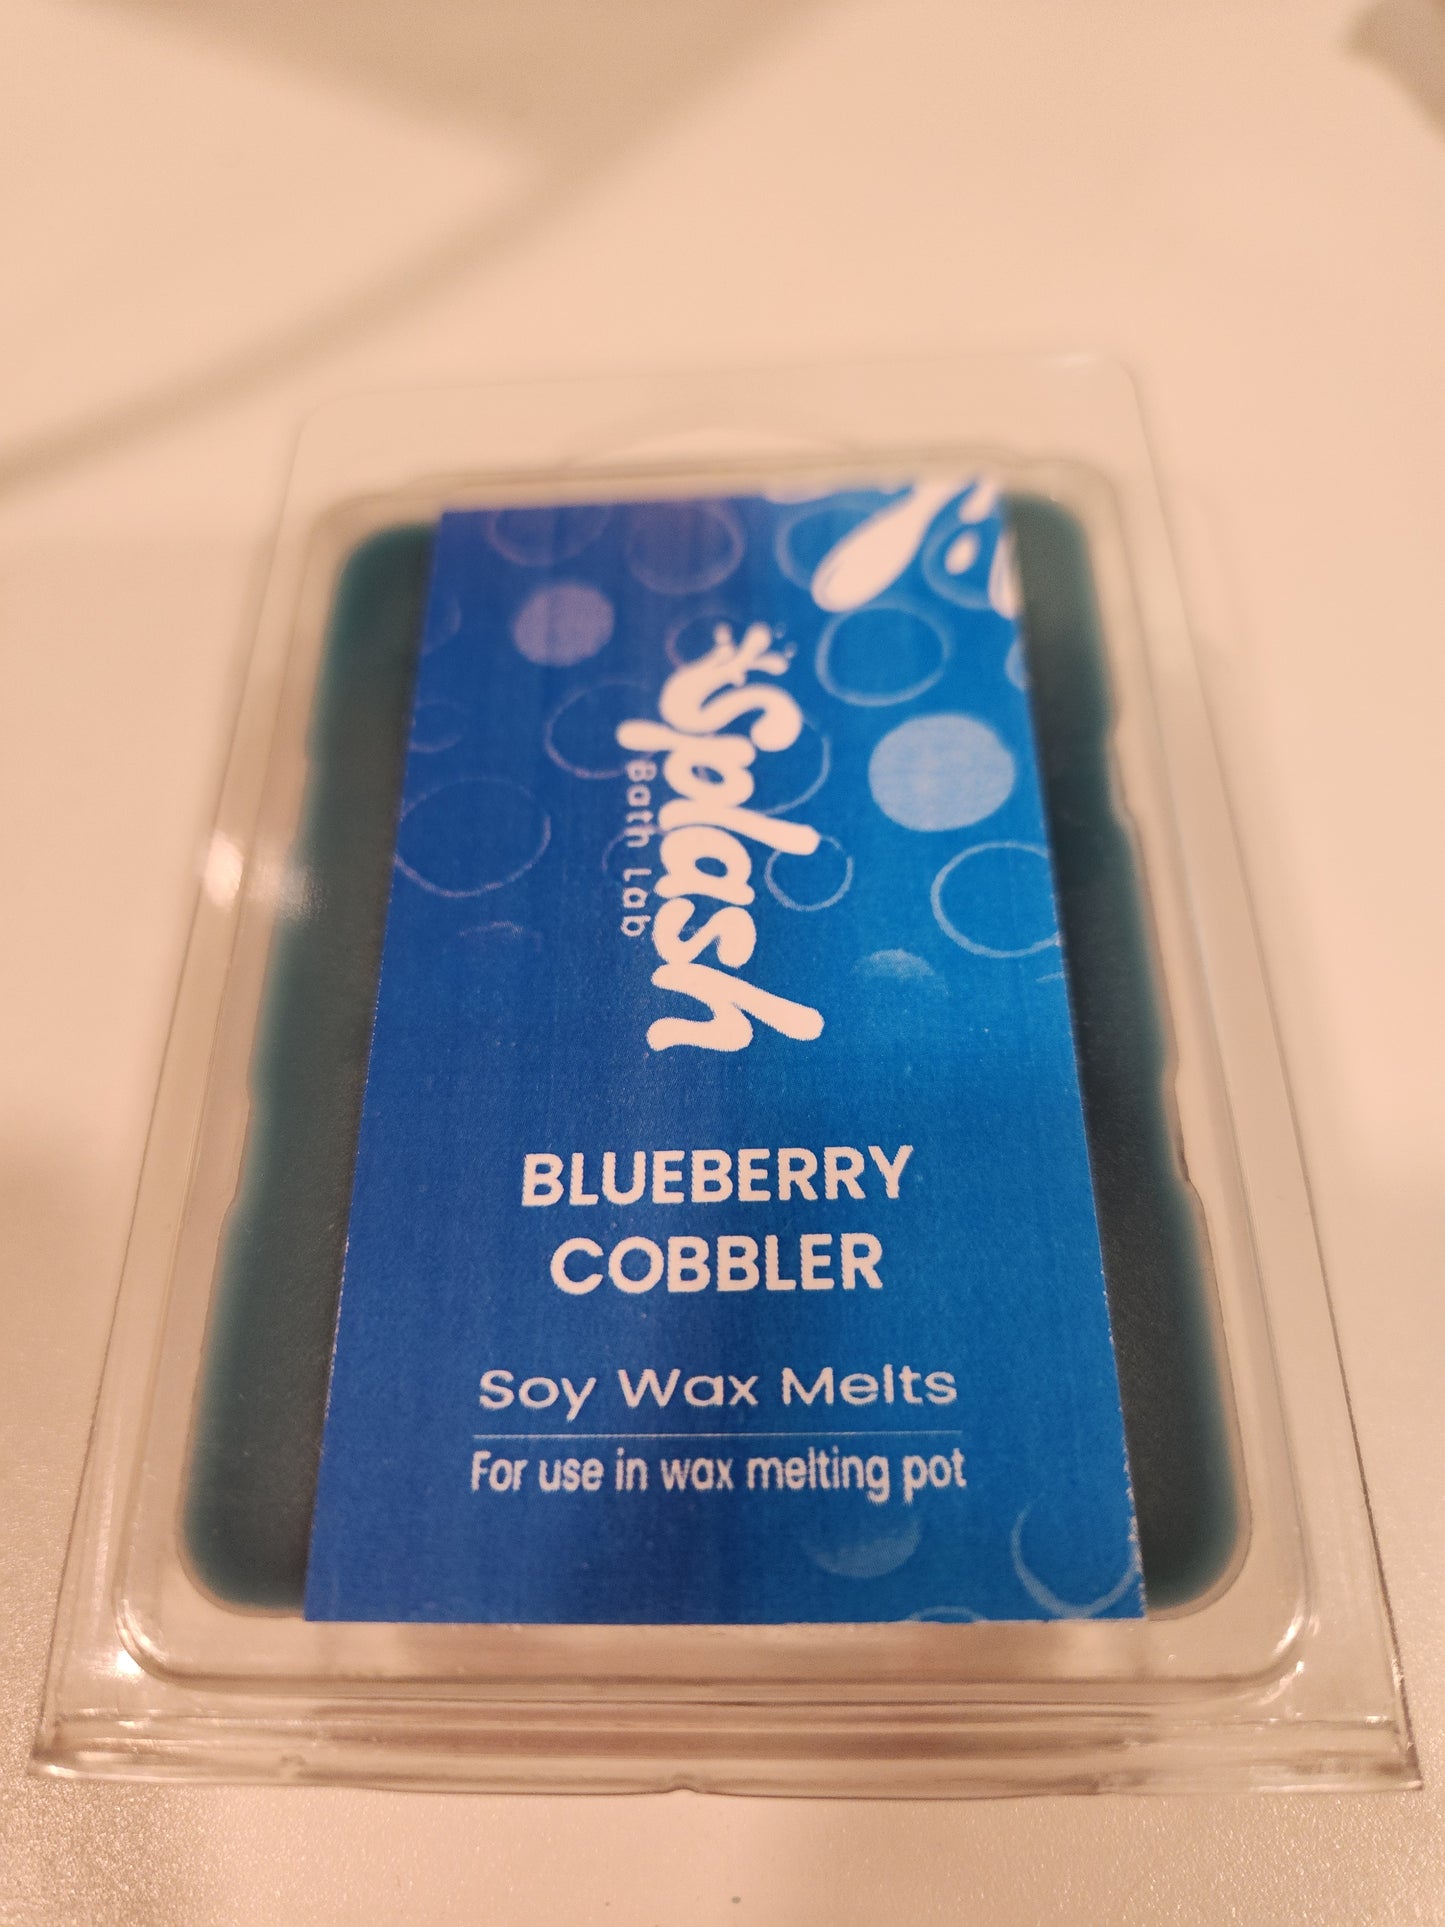 Splash
Bath Lab
BLUEBERRY
COBBLER
Soy Wax Melts
For use in wax melting pot